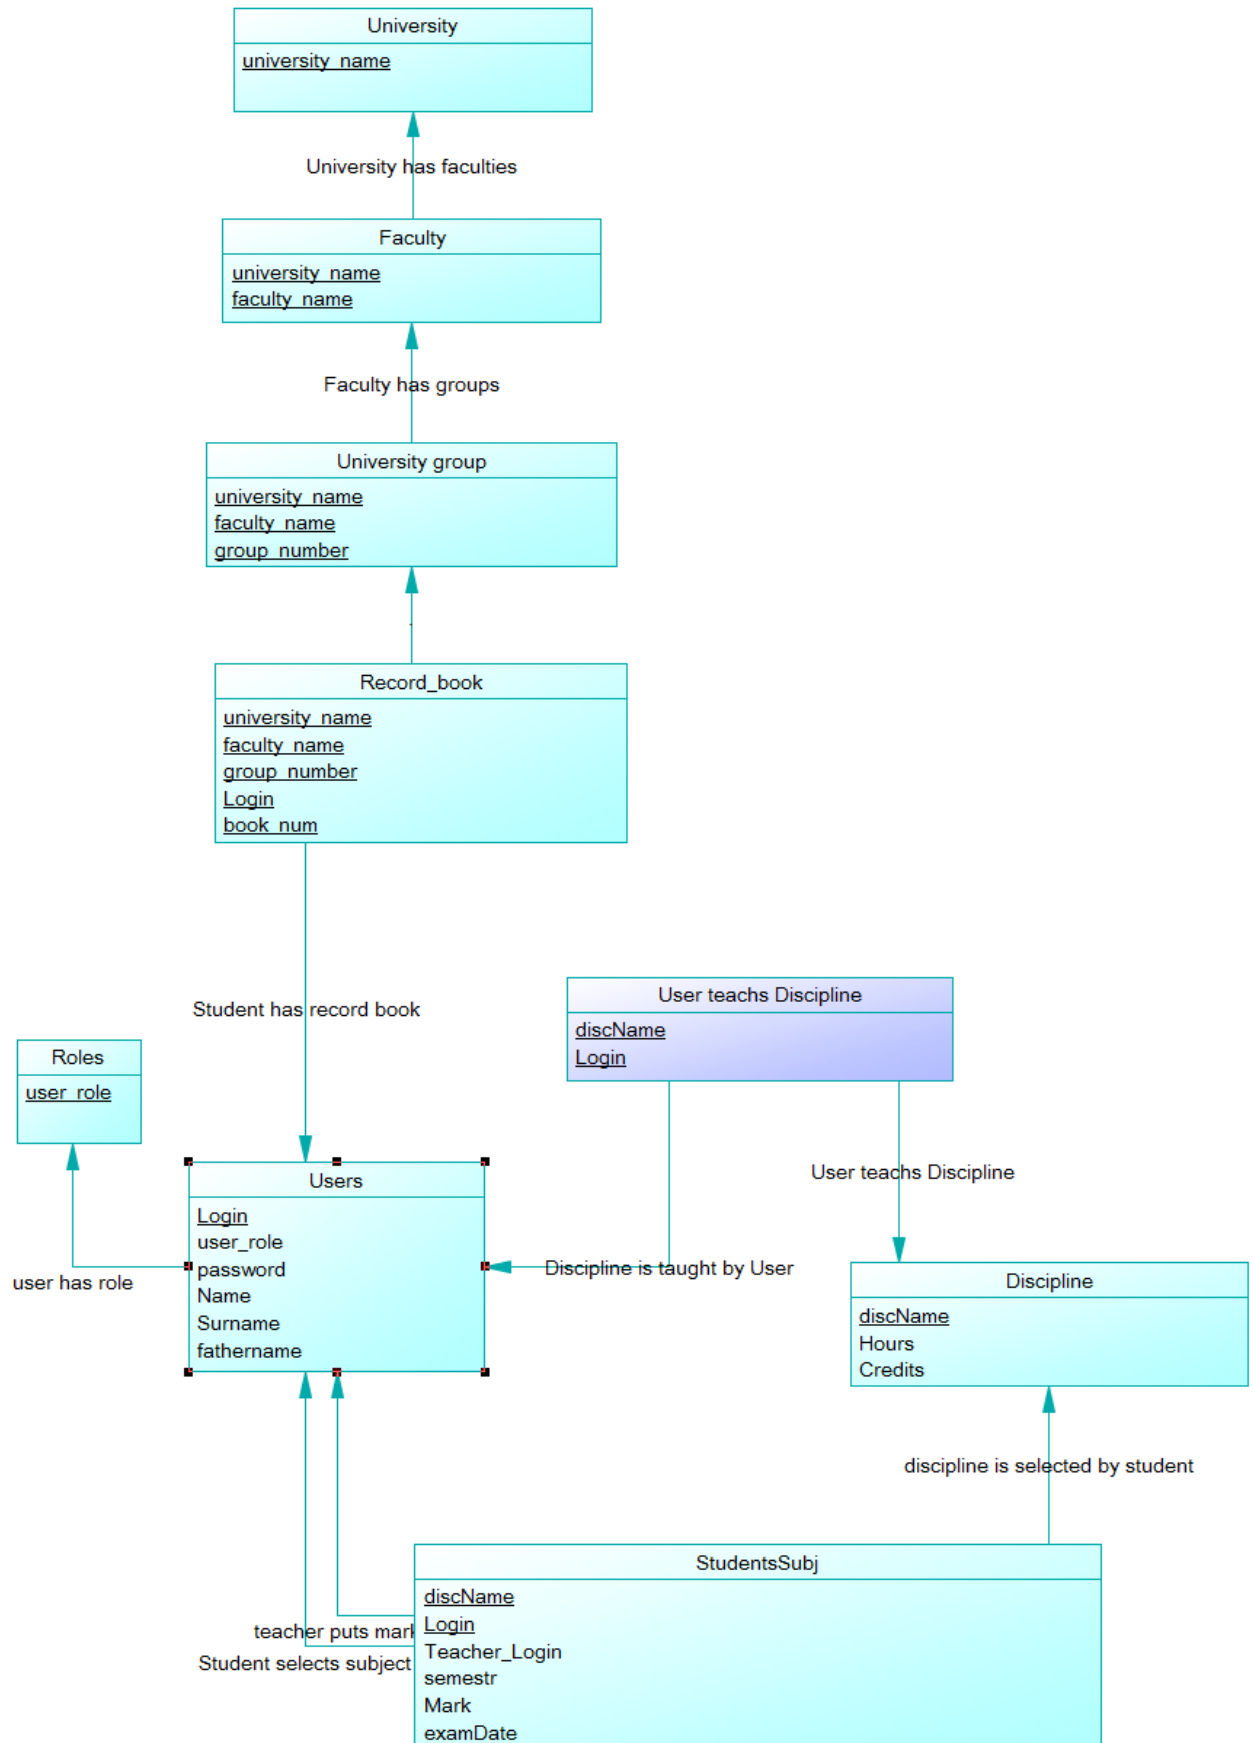 University
university_name
University has faculties
Faculty
university_name
faculty_name
Faculty has groups
University group
university_name
faculty_name
group_number
Record_book
university_name
faculty_name
group_number
Login
book_num
Student has record book
User teachs Discipline
discName
Login
Roles
user_role
User teachs Discipline
Users
Login
user_role
password
Name
Surname
fathername
user has role
Discipline is taught by User
Discipline
discName
Hours
Credits
discipline is selected by student
StudentsSubj
discName
Login
Teacher_Login
semestr
Mark
examDate
teacher puts mark
Student selects subject